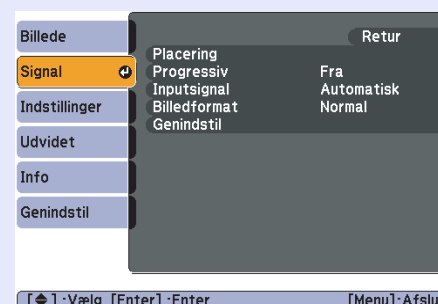 Billede
Signal
Indstillinger
Udvidet
Info
Genindstil
Retur
Placering
Progressiv Fra
Inputsignal Automatisk
Billedformat Normal
Genindstil
[ ] :Vælg [Enter] :Enter [Menu]:Afslu